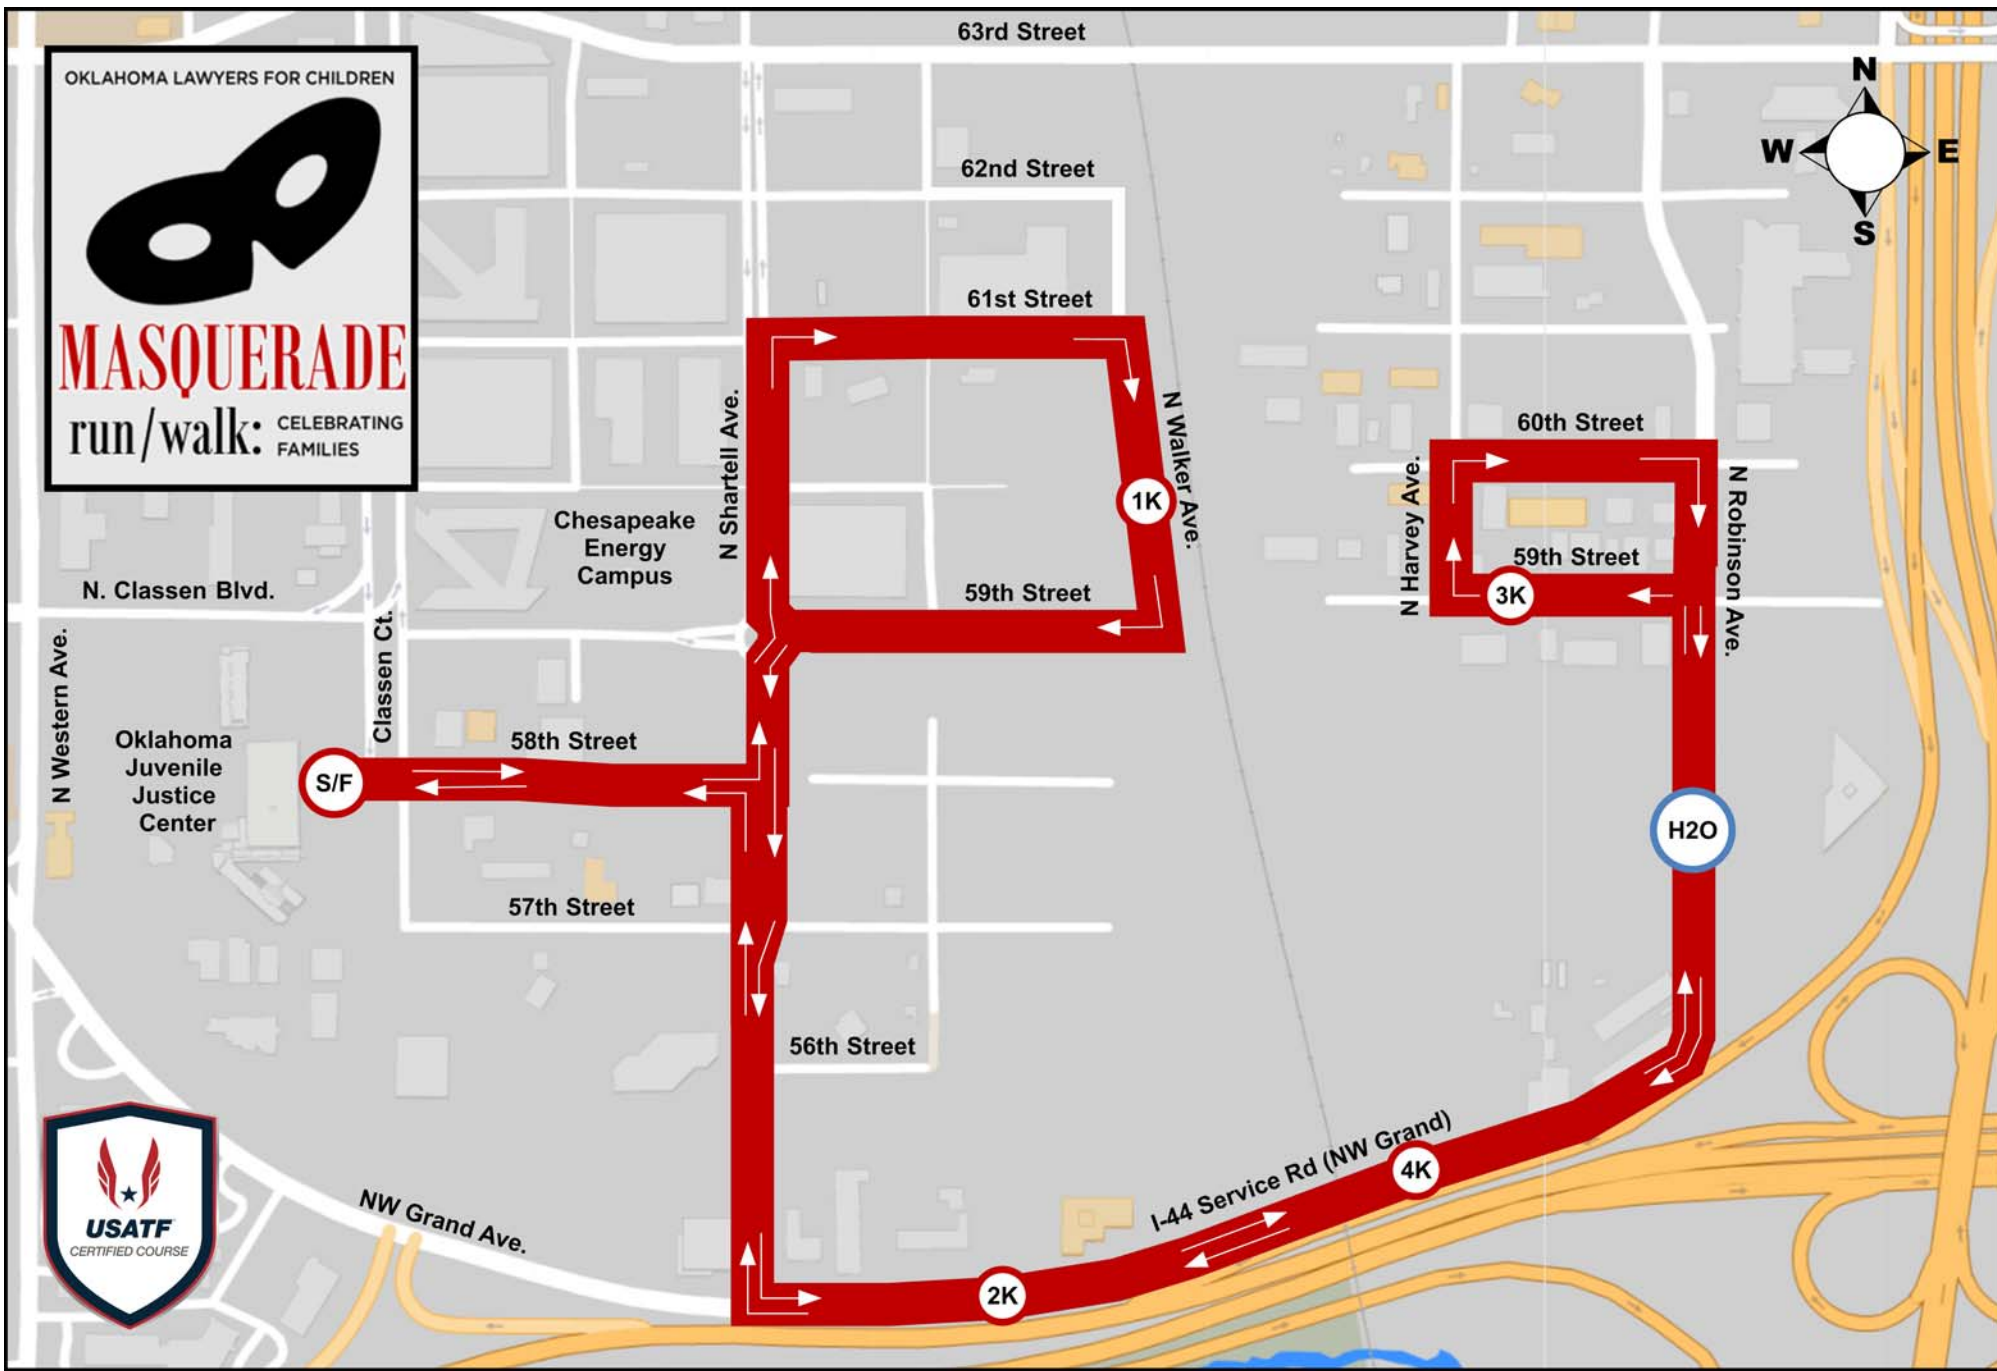 63rd Street
OKLAHOMA LAWYERS FOR CHILDREN
MASQUERADE
run/walk: CELEBRATING
FAMILIES
N
W
E
S
62nd Street
61st Street
N Shartell Ave.
N Walker Ave.
1K
Chesapeake
Energy
Campus
59th Street
60th Street
N Harvey Ave.
N Robinson Ave.
59th Street
3K
N. Classen Blvd.
N Western Ave.
Classen Ct.
Oklahoma
Juvenile
Justice
Center
S/F
58th Street
H2O
57th Street
56th Street
USATF
CERTIFIED COURSE
NW Grand Ave.
I-44 Service Rd (NW Grand)
4K
2K